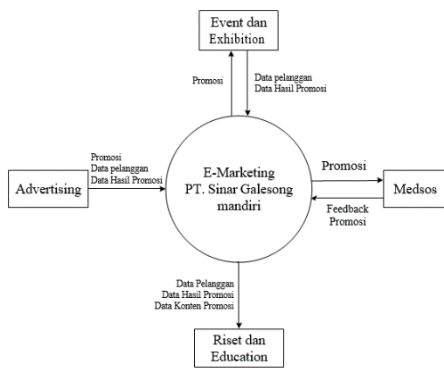 Event dan
Exhibition
Promosi
Data pelanggan
Data Hasil Promosi
Promosi
Data pelanggan
Data Hasil Promosi
Advertising
E-Marketing
PT. Sinar Galesong
mandiri
Promosi
Medsos
Feedback
Promosi
Data Pelanggan
Data Hasil Promosi
Data Konten Promosi
Riset dan
Education